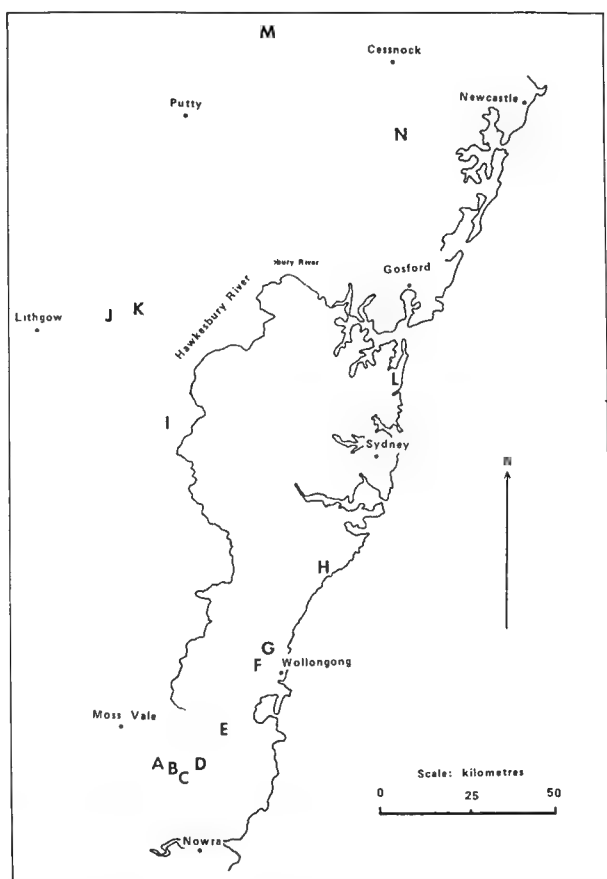 M
Cessnock
Newcastle
Putty
N
bury River
Gosford
Hawkesbury River
Lithgow
J
K
L
I
Sydney
N
H
G
F
Wollongong
Moss Vale
E
A
B
C
D
Scale: kilometres
0 25 50
Nowra